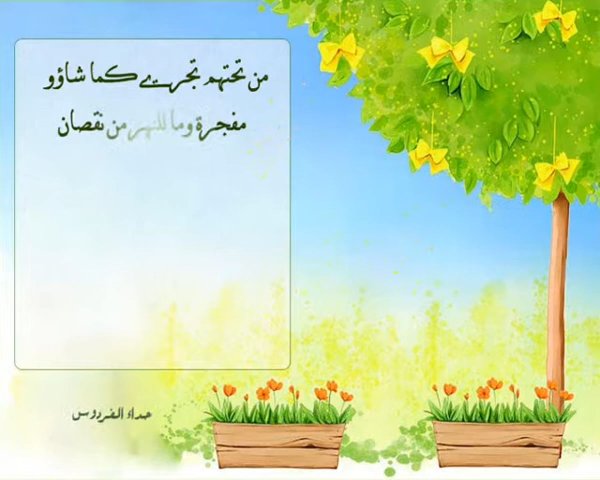 من تحتهم تجري كما شاؤو
مفجرة وما للنهر من نقصان
حداء الفردوس